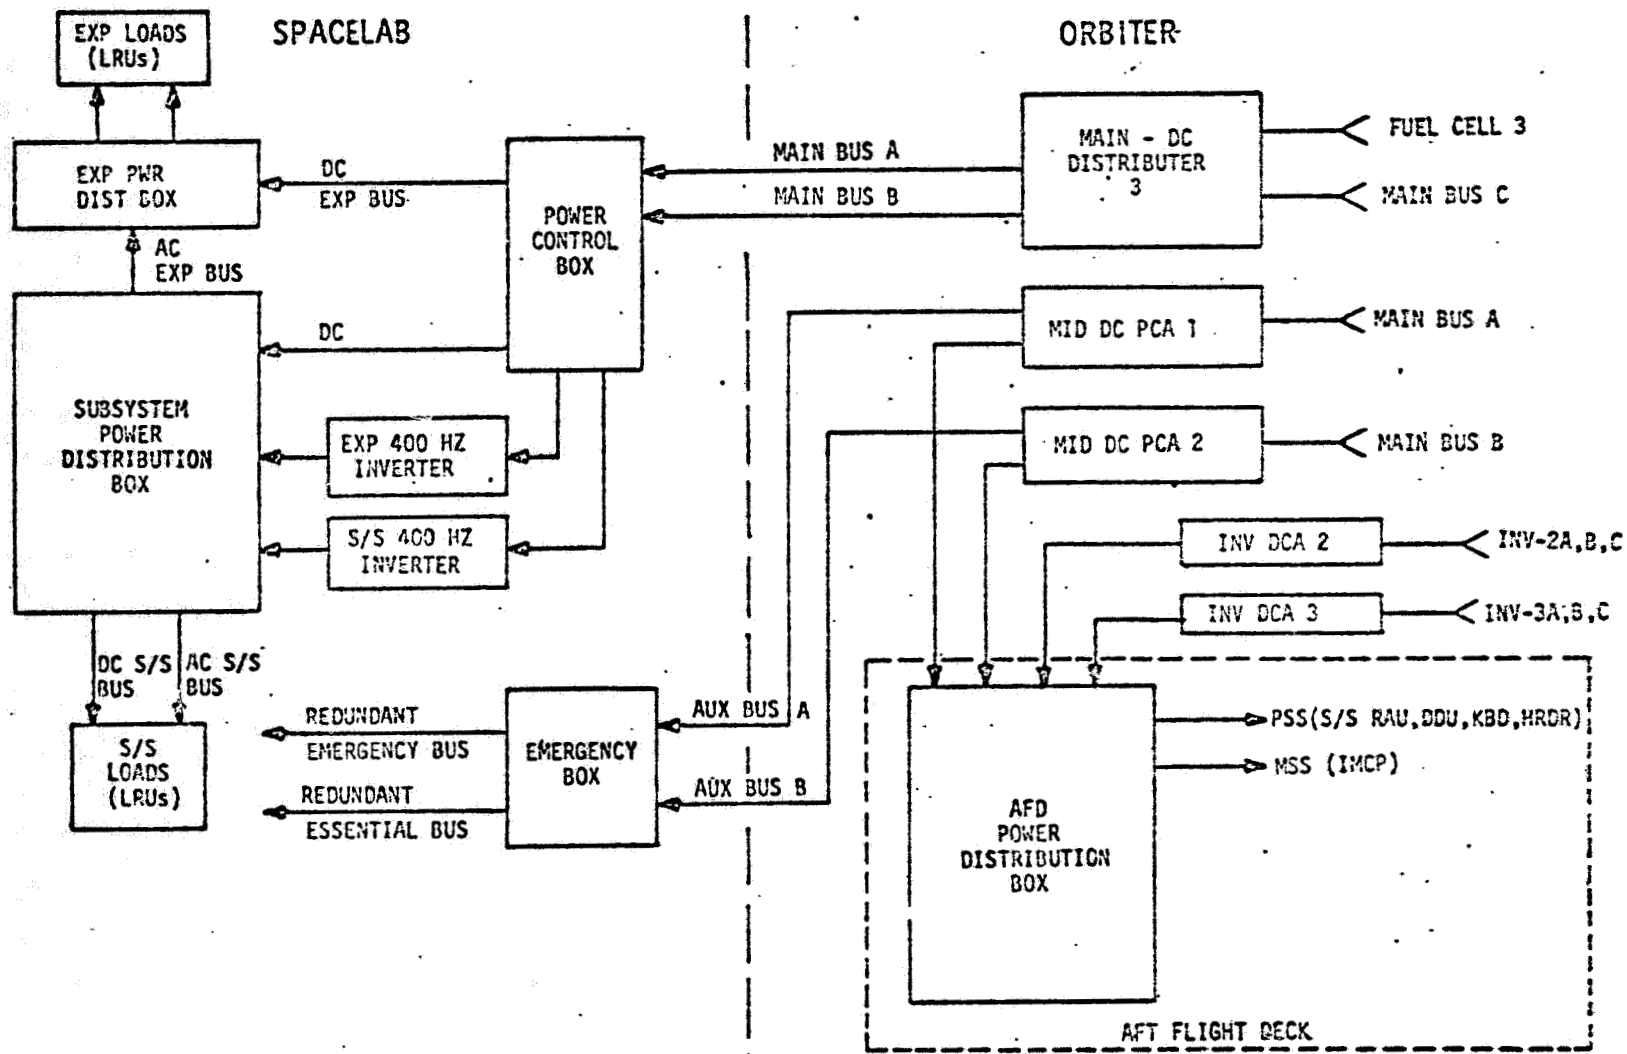 SPACELAB
ORBITER
EXP LOADS
(LRUs)
EXP PWR
DIST BOX
DC
EXP BUS
AC
EXP BUS
POWER
CONTROL
BOX
DC
SUBSYSTEM
POWER
DISTRIBUTION
BOX
EXP 400 HZ
INVERTER
S/S 400 HZ
INVERTER
DC S/S
BUS
AC S/S
BUS
S/S
LOADS
(LRUs)
REDUNDANT
EMERGENCY BUS
REDUNDANT
ESSENTIAL BUS
EMERGENCY
BOX
MAIN BUS A
MAIN BUS B
AUX BUS A
AUX BUS B
MAIN - DC
DISTRIBUTER
3
FUEL CELL 3
MAIN BUS C
MID DC PCA 1
MAIN BUS A
MID DC PCA 2
MAIN BUS B
INV DCA 2
INV-2A,B,C
INV DCA 3
INV-3A,B,C
AFD
POWER
DISTRIBUTION
BOX
PSS(S/S RAU,DDU,KBD,HRDR)
MSS (IMCP)
AFT FLIGHT DECK